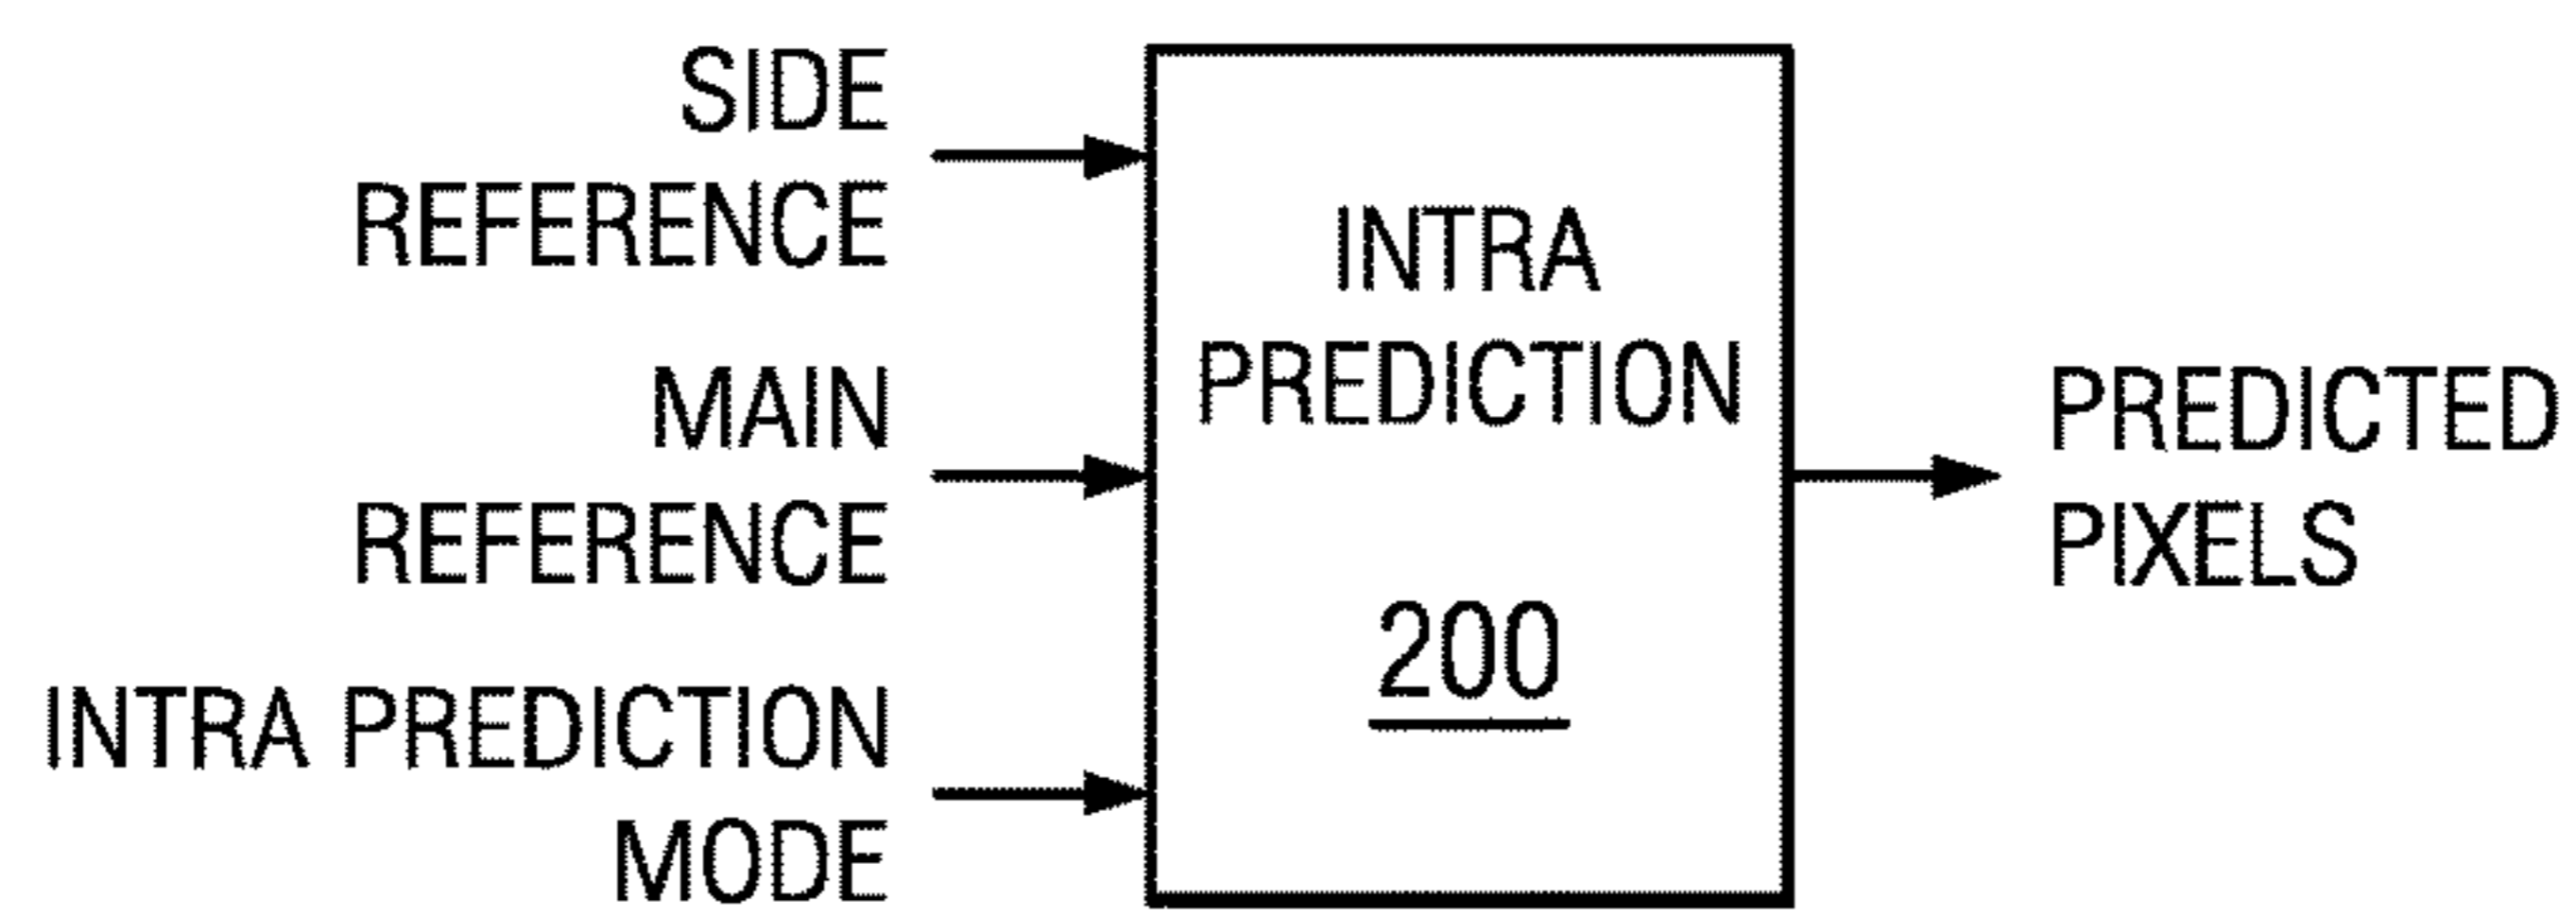 SIDE
REFERENCE
MAIN
REFERENCE
INTRA PREDICTION
MODE
INTRA
PREDICTION
200
PREDICTED
PIXELS